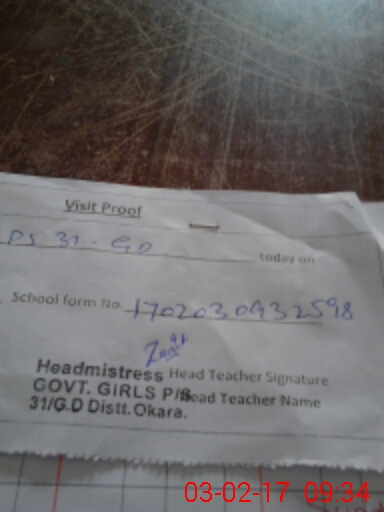 Visit Proof
PS 31-GD today on
School form No. 1702030932598
Headmistress Head Teacher Signature
GOVT. GIRLS P/S Head Teacher Name
31/G.D Distt. Okara.
03-02-17 09:34